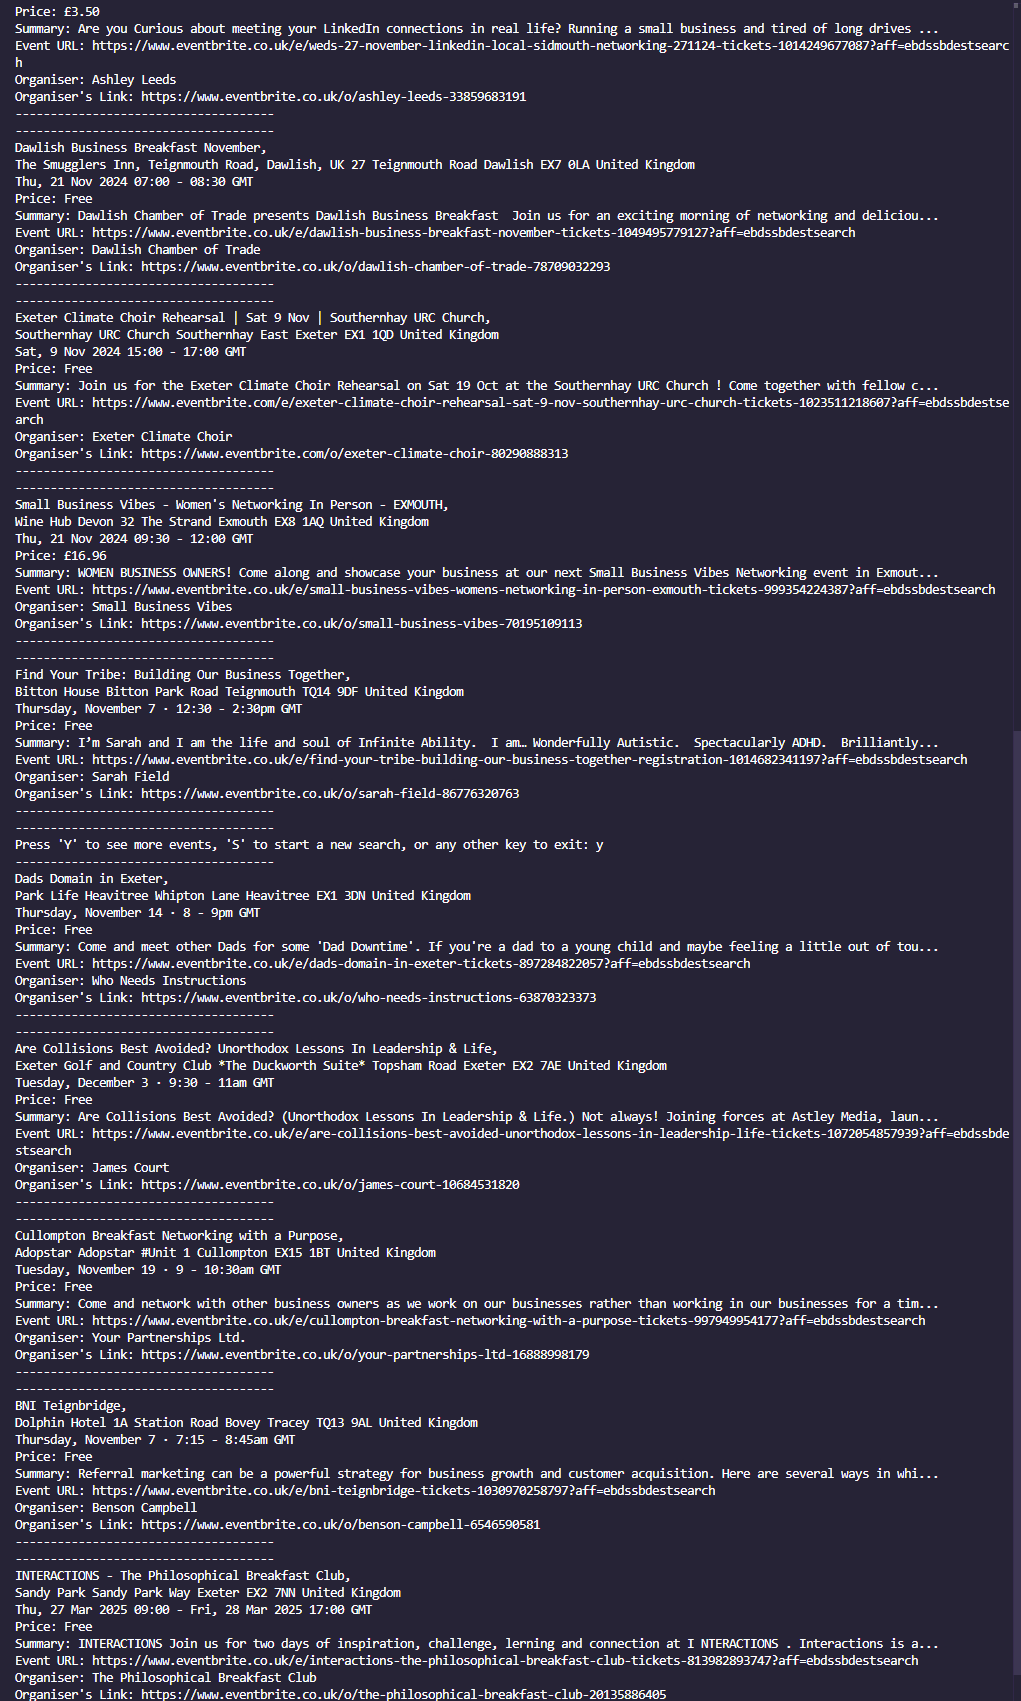 Price: £3.50
Summary: Are you Curious about meeting your LinkedIn connections in real life? Running a small business and tired of long drives ...
Event URL: https://www.eventbrite.co.uk/e/weds-27-november-linkedin-local-sidmouth-networking-271124-tickets-1014249677087?aff=ebdssbdestsearc
h
Organiser: Ashley Leeds
Organiser's Link: https://www.eventbrite.co.uk/o/ashley-leeds-33859683191
-------------------------------------
-------------------------------------
Dawlish Business Breakfast November,
The Smugglers Inn, Teignmouth Road, Dawlish, UK 27 Teignmouth Road Dawlish EX7 0LA United Kingdom
Thu, 21 Nov 2024 07:00 - 08:30 GMT
Price: Free
Summary: Dawlish Chamber of Trade presents Dawlish Business Breakfast  Join us for an exciting morning of networking and deliciou...
Event URL: https://www.eventbrite.co.uk/e/dawlish-business-breakfast-november-tickets-1049495779127?aff=ebdssbdestsearch
Organiser: Dawlish Chamber of Trade
Organiser's Link: https://www.eventbrite.co.uk/o/dawlish-chamber-of-trade-78709032293
-------------------------------------
-------------------------------------
Exeter Climate Choir Rehearsal | Sat 9 Nov | Southernhay URC Church,
Southernhay URC Church Southernhay East Exeter EX1 1QD United Kingdom
Sat, 9 Nov 2024 15:00 - 17:00 GMT
Price: Free
Summary: Join us for the Exeter Climate Choir Rehearsal on Sat 19 Oct at the Southernhay URC Church ! Come together with fellow c...
Event URL: https://www.eventbrite.com/e/exeter-climate-choir-rehearsal-sat-9-nov-southernhay-urc-church-tickets-1023511218607?aff=ebdssbdestse
arch
Organiser: Exeter Climate Choir
Organiser's Link: https://www.eventbrite.com/o/exeter-climate-choir-80290888313
-------------------------------------
-------------------------------------
Small Business Vibes - Women's Networking In Person - EXMOUTH,
Wine Hub Devon 32 The Strand Exmouth EX8 1AQ United Kingdom
Thu, 21 Nov 2024 09:30 - 12:00 GMT
Price: £16.96
Summary: WOMEN BUSINESS OWNERS! Come along and showcase your business at our next Small Business Vibes Networking event in Exmout...
Event URL: https://www.eventbrite.co.uk/e/small-business-vibes-womens-networking-in-person-exmouth-tickets-999354224387?aff=ebdssbdestsearch
Organiser: Small Business Vibes
Organiser's Link: https://www.eventbrite.co.uk/o/small-business-vibes-70195109113
-------------------------------------
-------------------------------------
Find Your Tribe: Building Our Business Together,
Bitton House Bitton Park Road Teignmouth TQ14 9DF United Kingdom
Thursday, November 7 · 12:30 - 2:30pm GMT
Price: Free
Summary: I’m Sarah and I am the life and soul of Infinite Ability.  I am… Wonderfully Autistic.  Spectacularly ADHD.  Brilliantly...
Event URL: https://www.eventbrite.co.uk/e/find-your-tribe-building-our-business-together-registration-1014682341197?aff=ebdssbdestsearch
Organiser: Sarah Field
Organiser's Link: https://www.eventbrite.co.uk/o/sarah-field-86776320763
-------------------------------------
-------------------------------------
Press 'Y' to see more events, 'S' to start a new search, or any other key to exit: y
-------------------------------------
Dads Domain in Exeter,
Park Life Heavitree Whipton Lane Heavitree EX1 3DN United Kingdom
Thursday, November 14 · 8 - 9pm GMT
Price: Free
Summary: Come and meet other Dads for some 'Dad Downtime'. If you're a dad to a young child and maybe feeling a little out of tou...
Event URL: https://www.eventbrite.co.uk/e/dads-domain-in-exeter-tickets-897284822057?aff=ebdssbdestsearch
Organiser: Who Needs Instructions
Organiser's Link: https://www.eventbrite.co.uk/o/who-needs-instructions-63870323373
-------------------------------------
-------------------------------------
Are Collisions Best Avoided? Unorthodox Lessons In Leadership & Life,
Exeter Golf and Country Club *The Duckworth Suite* Topsham Road Exeter EX2 7AE United Kingdom
Tuesday, December 3 · 9:30 - 11am GMT
Price: Free
Summary: Are Collisions Best Avoided? (Unorthodox Lessons In Leadership & Life.) Not always! Joining forces at Astley Media, laun...
Event URL: https://www.eventbrite.co.uk/e/are-collisions-best-avoided-unorthodox-lessons-in-leadership-life-tickets-1072054857939?aff=ebdssbde
stsearch
Organiser: James Court
Organiser's Link: https://www.eventbrite.co.uk/o/james-court-10684531820
-------------------------------------
-------------------------------------
Cullompton Breakfast Networking with a Purpose,
Adopstar Adopstar #Unit 1 Cullompton EX15 1BT United Kingdom
Tuesday, November 19 · 9 - 10:30am GMT
Price: Free
Summary: Come and network with other business owners as we work on our businesses rather than working in our businesses for a tim...
Event URL: https://www.eventbrite.co.uk/e/cullompton-breakfast-networking-with-a-purpose-tickets-997949954177?aff=ebdssbdestsearch
Organiser: Your Partnerships Ltd.
Organiser's Link: https://www.eventbrite.co.uk/o/your-partnerships-ltd-16888998179
-------------------------------------
-------------------------------------
BNI Teignbridge,
Dolphin Hotel 1A Station Road Bovey Tracey TQ13 9AL United Kingdom
Thursday, November 7 · 7:15 - 8:45am GMT
Price: Free
Summary: Referral marketing can be a powerful strategy for business growth and customer acquisition. Here are several ways in whi...
Event URL: https://www.eventbrite.co.uk/e/bni-teignbridge-tickets-1030970258797?aff=ebdssbdestsearch
Organiser: Benson Campbell
Organiser's Link: https://www.eventbrite.co.uk/o/benson-campbell-6546590581
-------------------------------------
-------------------------------------
INTERACTIONS - The Philosophical Breakfast Club,
Sandy Park Sandy Park Way Exeter EX2 7NN United Kingdom
Thu, 27 Mar 2025 09:00 - Fri, 28 Mar 2025 17:00 GMT
Price: Free
Summary: INTERACTIONS Join us for two days of inspiration, challenge, lerning and connection at I NTERACTIONS . Interactions is a...
Event URL: https://www.eventbrite.co.uk/e/interactions-the-philosophical-breakfast-club-tickets-813982893747?aff=ebdssbdestsearch
Organiser: The Philosophical Breakfast Club
Organiser's Link: https://www.eventbrite.co.uk/o/the-philosophical-breakfast-club-20135886405